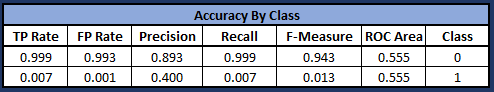 Accuracy By Class
TP Rate FP Rate Precision Recall F-Measure ROC Area Class
0.999 0.993 0.893 0.999 0.943 0.555 0
0.007 0.001 0.400 0.007 0.013 0.555 1